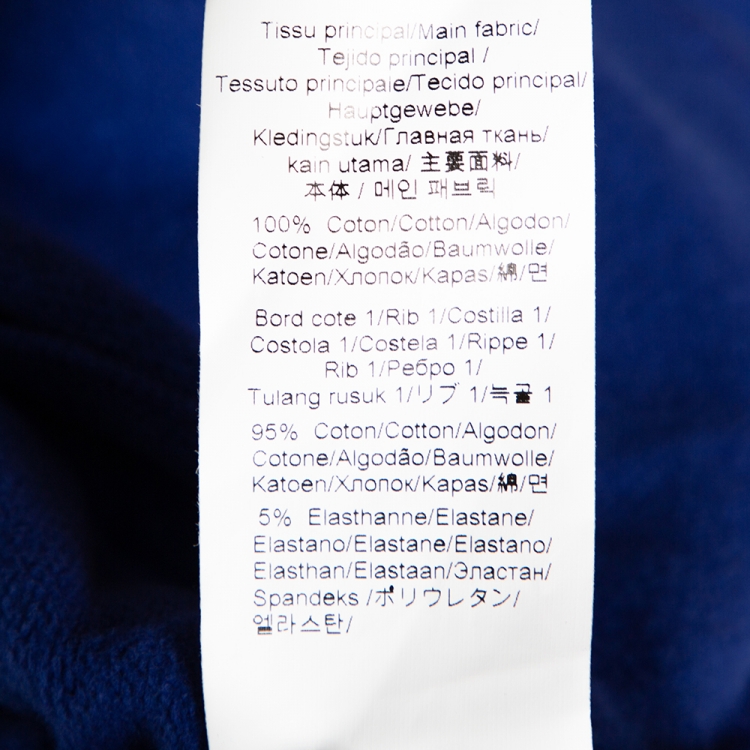 Tissu principal/Main fabric/
Tejido principal /
Tessuto principale/Tecido principal/
Hauptgewebe/
Kledingstuk/Главная ткань/
kain utama/ 主要面料/
本体 / 메인 패브릭
100% Coton/Cotton/Algodon/
Cotone/Algodão/Baumwolle/
Katoen/Хлопок/Kapas/綿/면
Bord cote 1/Rib 1/Costilla 1/
Costola 1/Costela 1/Rippe 1/
Rib 1/Ребро 1/
Tulang rusuk 1/リブ 1/늑골 1
95% Coton/Cotton/Algodon/
Cotone/Algodão/Baumwolle/
Katoen/Хлопок/Kapas/綿/면
5% Elasthanne/Elastane/
Elastano/Elastane/Elastano/
Elasthan/Elastaan/Эластан/
Spandeks /ポリウレタン/
엘라스탄/